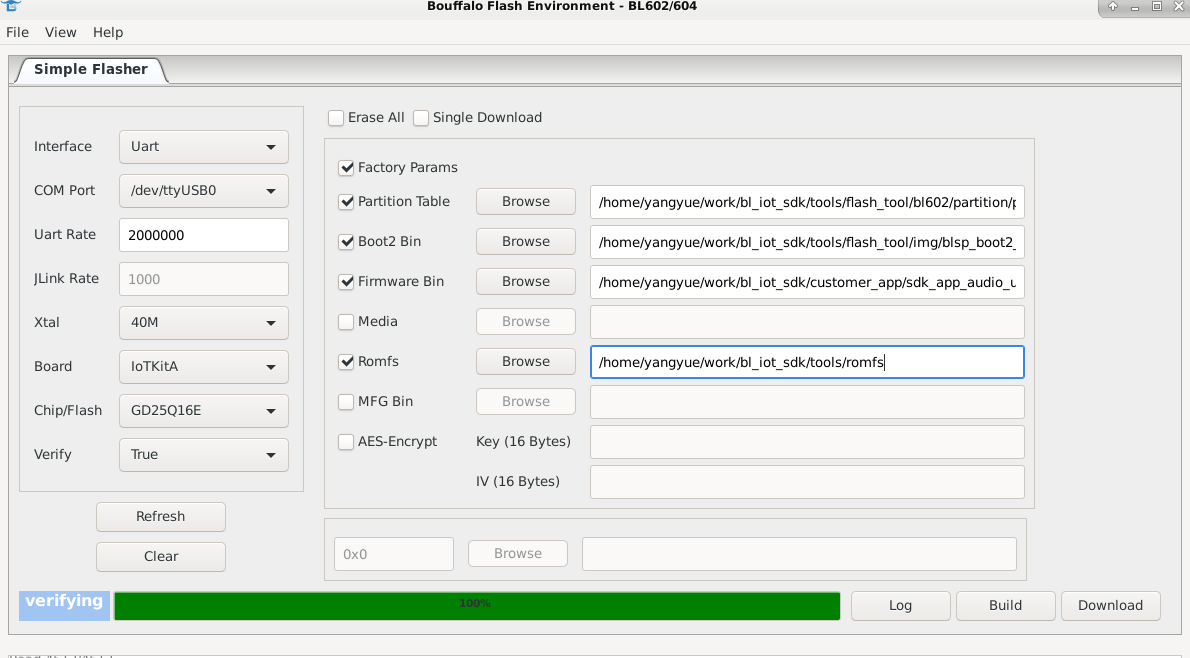 Bouffalo Flash Environment - BL602/604
File View Help
Simple Flasher
Interface Uart
COM Port /dev/ttyUSB0
Uart Rate 2000000
JLink Rate 1000
Xtal 40M
Board IoTKitA
Chip/Flash GD25Q16E
Verify True
Refresh
Clear
Erase All Single Download
Factory Params
Partition Table Browse /home/yangyue/work/bl_iot_sdk/tools/flash_tool/bl602/partition/p
Boot2 Bin Browse /home/yangyue/work/bl_iot_sdk/tools/flash_tool/img/blsp_boot2_
Firmware Bin Browse /home/yangyue/work/bl_iot_sdk/customer_app/sdk_app_audio_u
Media Browse
Romfs Browse /home/yangyue/work/bl_iot_sdk/tools/romfs
MFG Bin Browse
AES-Encrypt Key (16 Bytes)
IV (16 Bytes)
0x0 Browse
verifying 100% Log Build Download